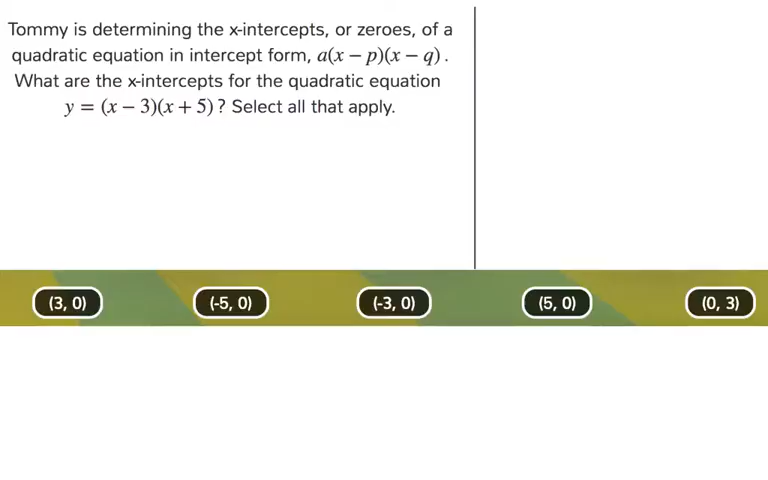 Tommy is determining the x-intercepts, or zeroes, of a
quadratic equation in intercept form, a(x − p)(x − q) .
What are the x-intercepts for the quadratic equation
y = (x − 3)(x + 5) ? Select all that apply.
(3, 0) (-5, 0) (-3, 0) (5, 0) (0, 3)